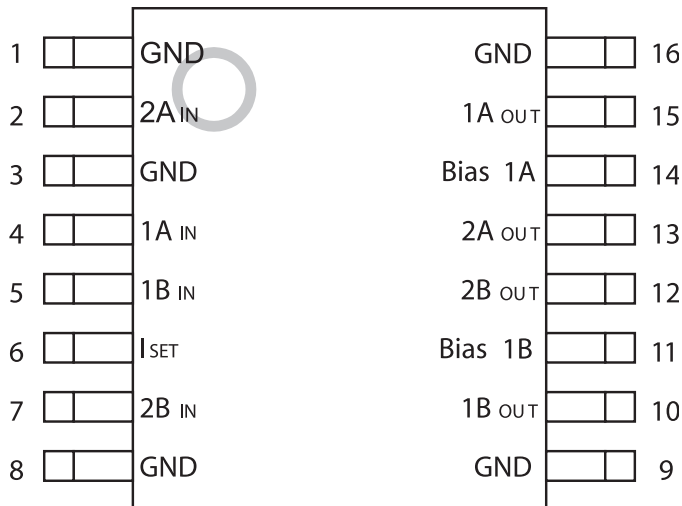 1 GND GND 16
2 2A IN 1A OUT 15
3 GND Bias 1A 14
4 1A IN 2A OUT 13
5 1B IN 2B OUT 12
6 ISET Bias 1B 11
7 2B IN 1B OUT 10
8 GND GND 9